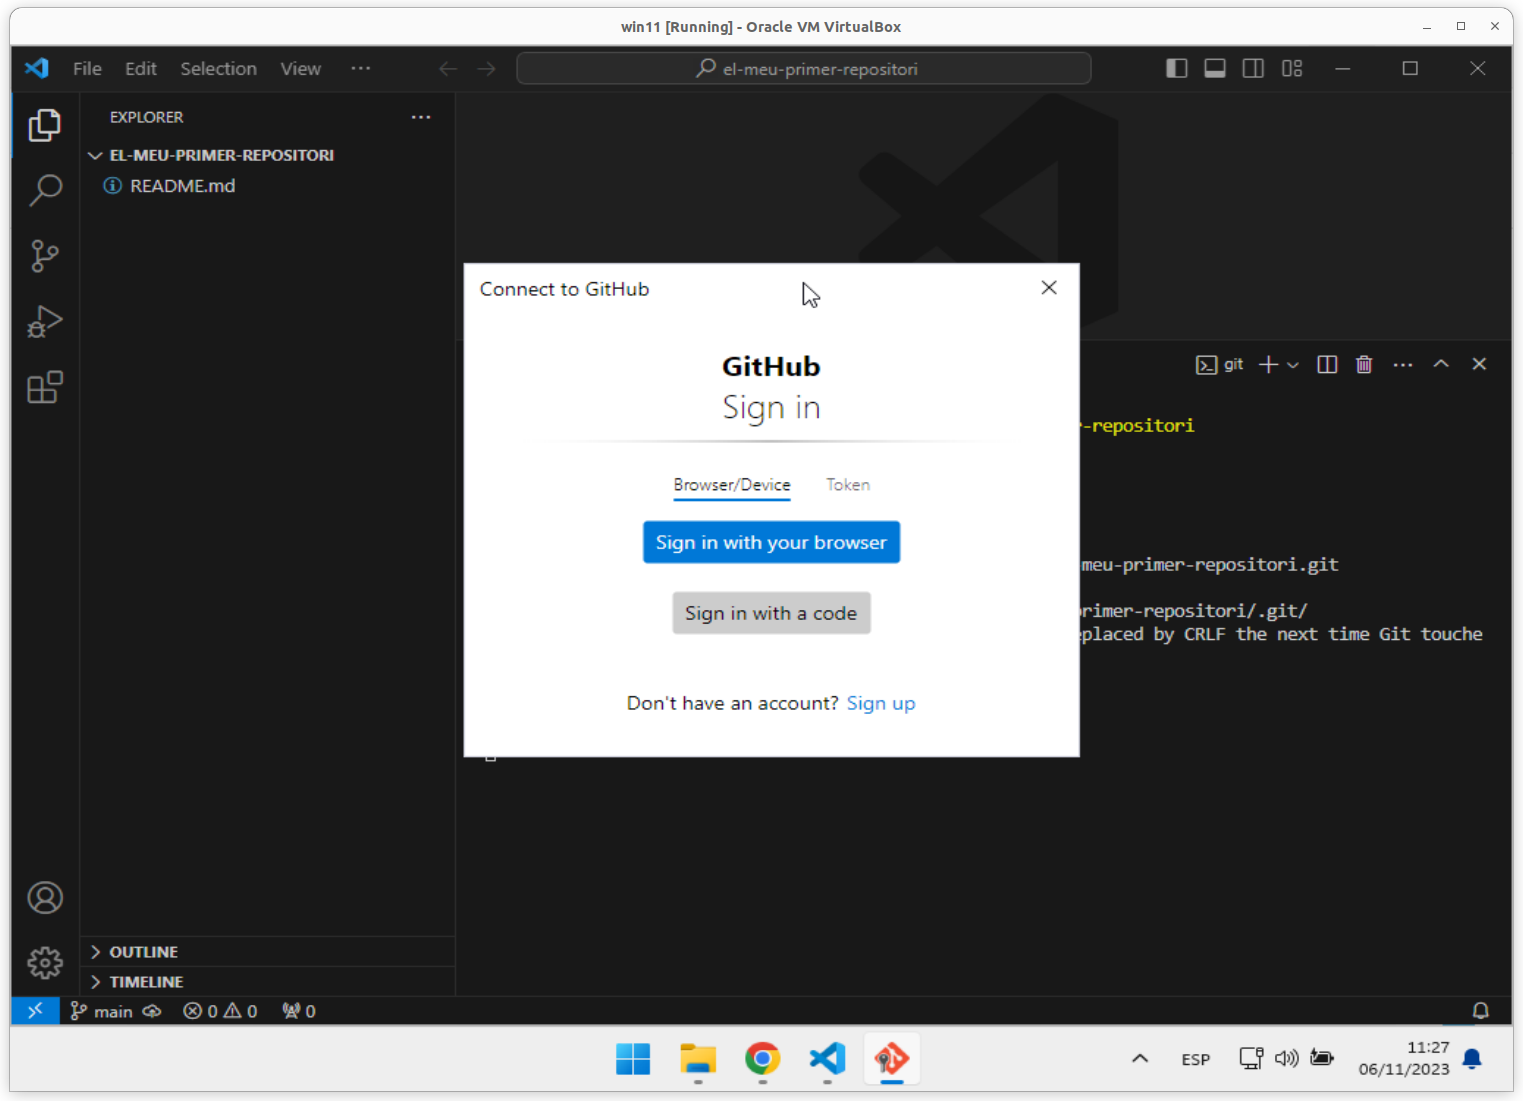 win11 [Running] - Oracle VM VirtualBox
File Edit Selection View ···
el-meu-primer-repositori
EXPLORER
EL-MEU-PRIMER-REPOSITORI
README.md
Connect to GitHub
GitHub
Sign in
Browser/Device Token
Sign in with your browser
Sign in with a code
Don't have an account? Sign up
git
-repositori
meu-primer-repositori.git
rimer-repositori/.git/
placed by CRLF the next time Git touche
OUTLINE
TIMELINE
main 0 0 0
ESP
11:27
06/11/2023